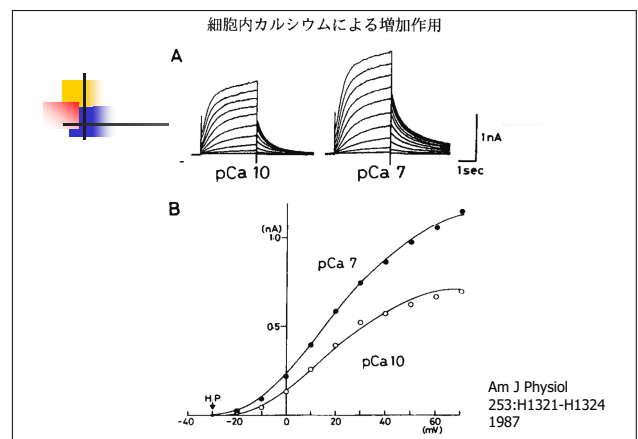 細胞内カルシウムによる増加作用
A
1nA
1sec
pCa 10
pCa 7
B
(nA)
1.0
pCa 7
0.5
pCa10
H.P.
-40
-20
0
20
40
60
(mV)
Am J Physiol
253:H1321-H1324
1987